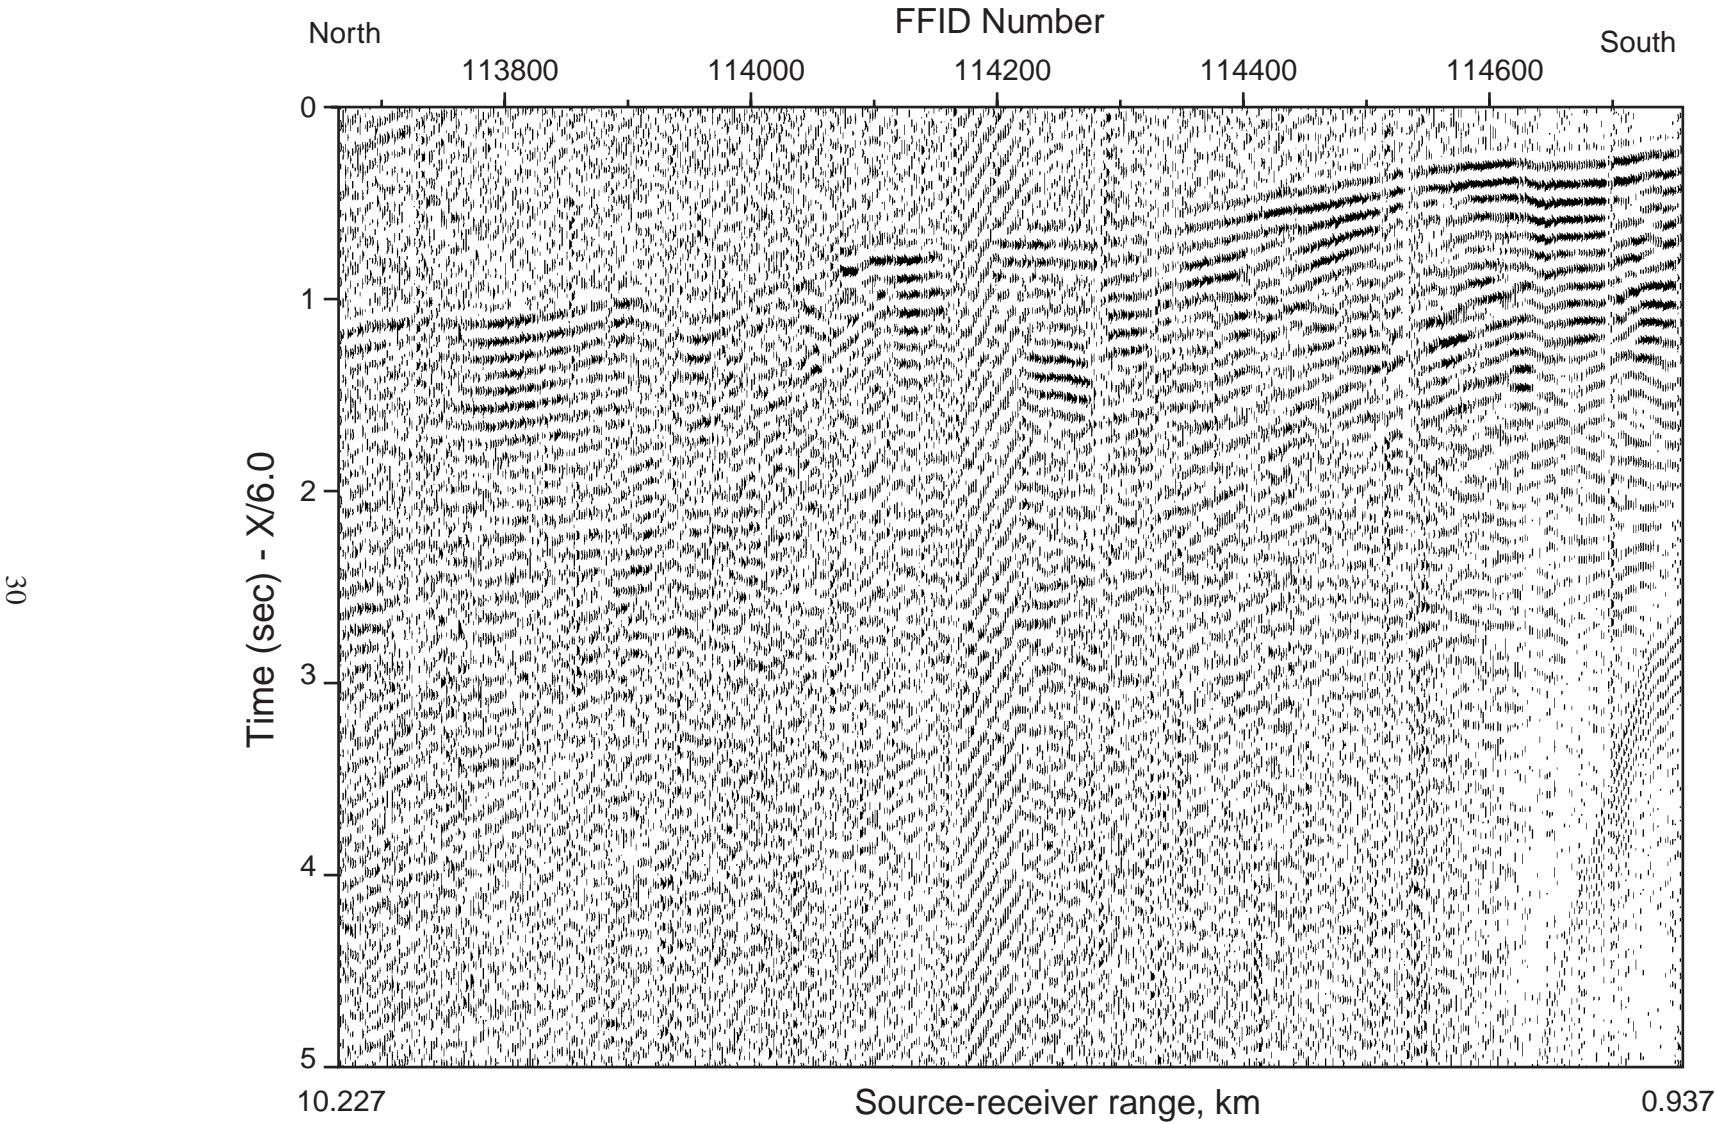 FFID Number
North
South
113800 114000 114200 114400 114600
0
1
2
3
4
5
Time (sec) - X/6.0
10.227
Source-receiver range, km
0.937
30